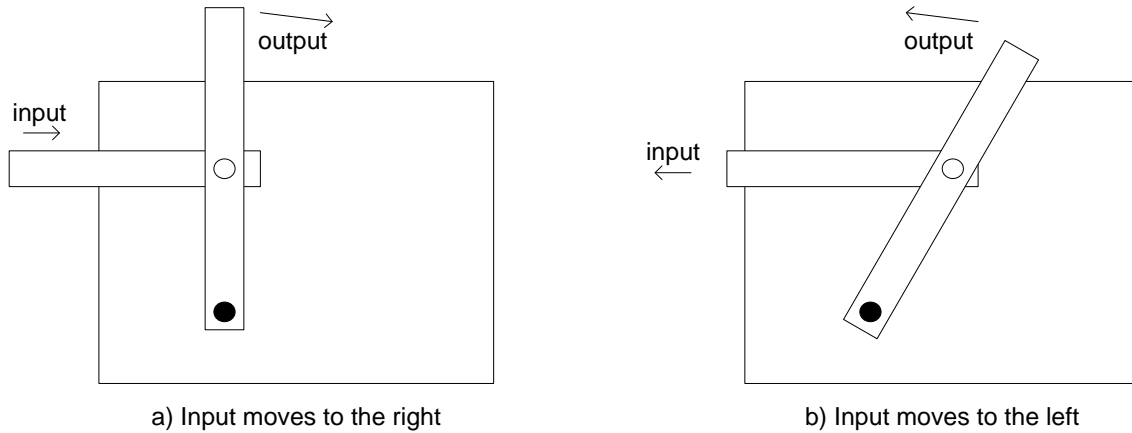 output
input
a) Input moves to the right
output
input
b) Input moves to the left